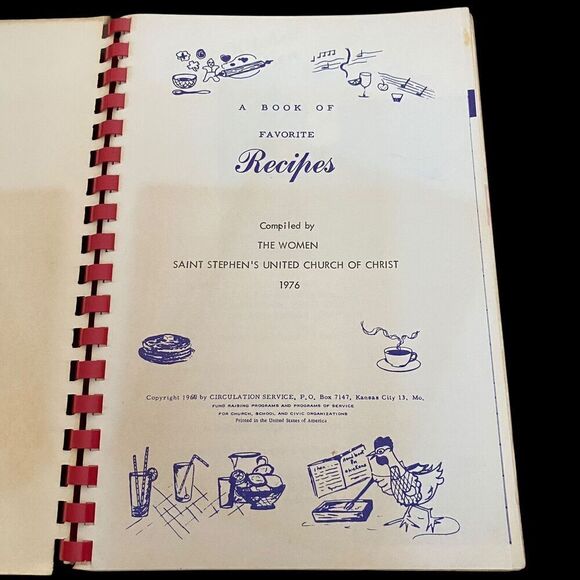 A BOOK OF
FAVORITE
Recipes
Compiled by
THE WOMEN
SAINT STEPHEN'S UNITED CHURCH OF CHRIST
1976
Copyright 1960 by CIRCULATION SERVICE, P.O. Box 7147, Kansas City 13, Mo.
FUND RAISING PROGRAMS AND PROGRAMS OF SERVICE
FOR CHURCH, SCHOOL AND CIVIC ORGANIZATIONS
Printed in the United States of America